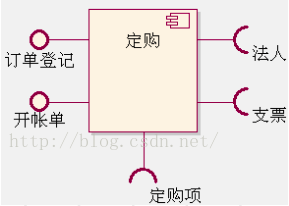 定购
订单登记
法人
开帐单
支票
http://blog.csdn.net/
定购项